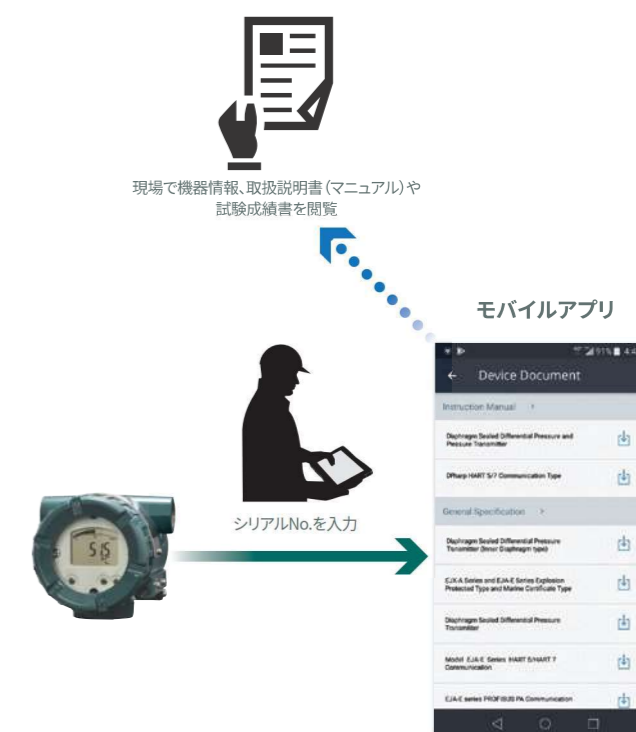 現場で機器情報、取扱説明書（マニュアル）や
試験成績書を閲覧
モバイルアプリ
91% 4:4
← Device Document
Instruction Manual
Diaphragm Sealed Differential Pressure and
Pressure Transmitter
DPharp HART 5/7 Communication Type
General Specification
Diaphragm Sealed Differential Pressure
Transmitter (Inner Diaphragm type)
EJX-A Series and EJA-E Series Explosion
Protected Type and Marine Certificate Type
Diaphragm Sealed Differential Pressure
Transmitter
Model EJA-E Series HART 5/HART 7
Communication
EJA-E series PROFIBUS PA Communication
シリアルNo.を入力